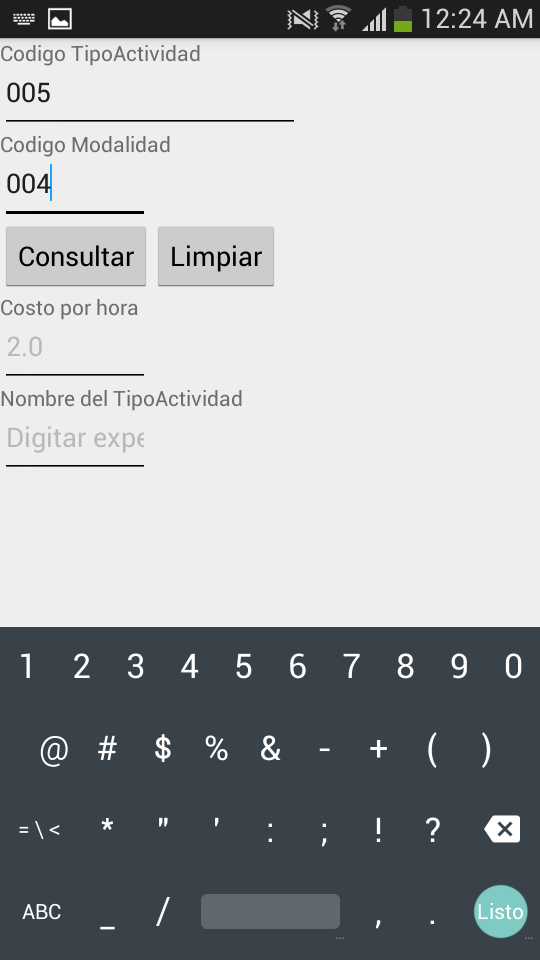 12:24 AM
Codigo TipoActividad
005
Codigo Modalidad
004
Consultar Limpiar
Costo por hora
2.0
Nombre del TipoActividad
Digitar expe
1 2 3 4 5 6 7 8 9 0
@ # $ % & - + ( )
= \ < * " ' : ; ! ?
ABC _ / , . Listo